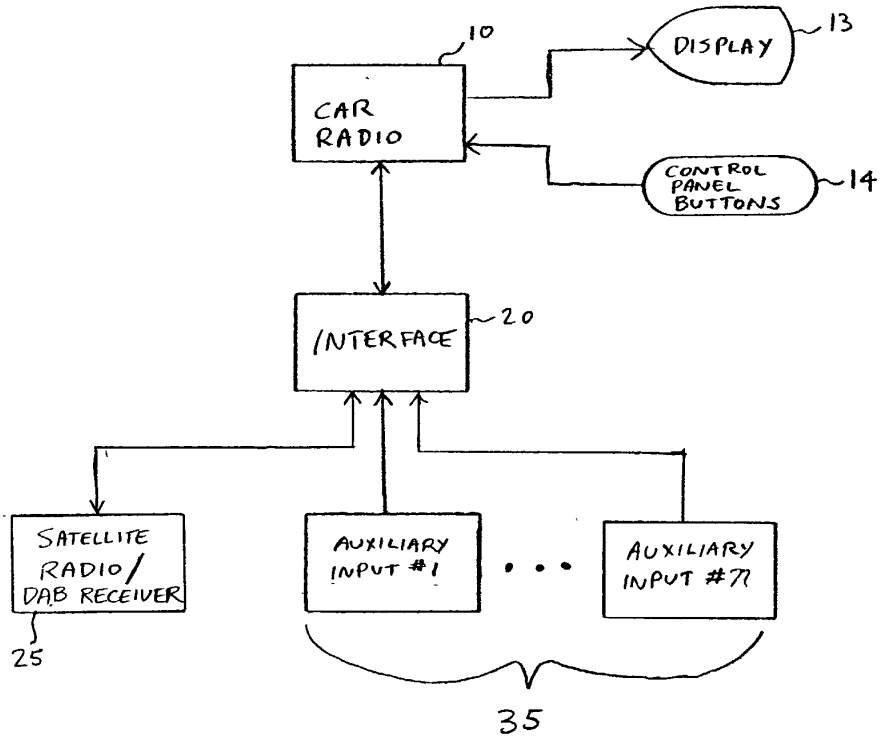 10
CAR
RADIO
DISPLAY
13
CONTROL
PANEL
BUTTONS
14
INTERFACE
20
SATELLITE
RADIO/
DAB RECEIVER
25
AUXILIARY
INPUT #1
AUXILIARY
INPUT #n
35